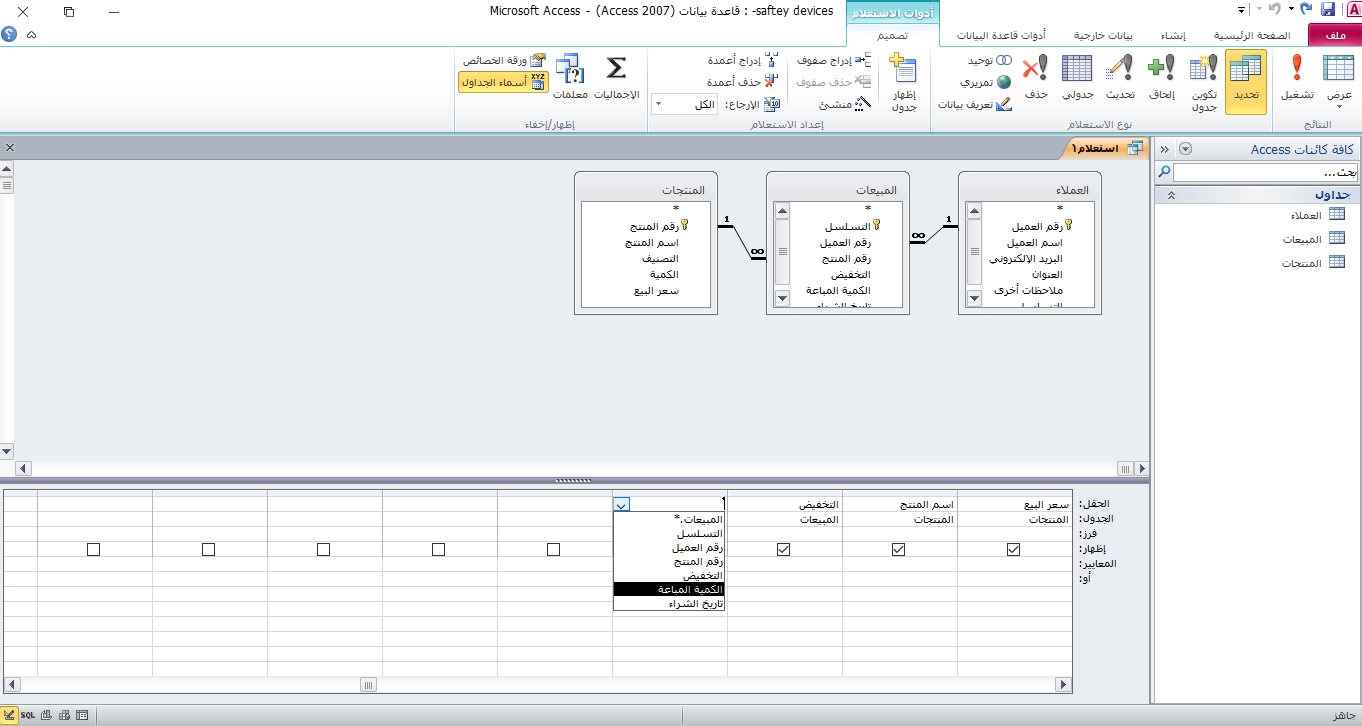 saftey devices- : قاعدة بيانات (Access 2007) - Microsoft Access
أدوات الاستعلام
ملف
الصفحة الرئيسية
إنشاء
بيانات خارجية
أدوات قاعدة البيانات
تصميم
عرض
تشغيل
النتائج
تحديد
تكوين جدول
إلحاق
تحديث
جدولي
حذف
توحيد
تمريري
تعريف بيانات
نوع الاستعلام
إظهار جدول
إدراج صفوف
حذف صفوف
منشئ
إدراج أعمدة
حذف أعمدة
الإرجاع: الكل
إعداد الاستعلام
الإجماليات
معلمات
ورقة الخصائص
أسماء الجداول
إظهار/إخفاء
كافة كائنات Access
بحث...
جداول
العملاء
المبيعات
المنتجات
استعلام١
العملاء
*
رقم العميل
اسم العميل
البريد الإلكتروني
العنوان
ملاحظات أخرى
1
∞
المبيعات
*
التسلسل
رقم العميل
رقم المنتج
التخفيض
الكمية المباعة
تاريخ الشراء
1
∞
المنتجات
*
رقم المنتج
اسم المنتج
التصنيف
الكمية
سعر البيع
الحقل: سعر البيع اسم المنتج التخفيض
الجدول: المنتجات المنتجات المبيعات
فرز:
إظهار:
المعايير:
أو:
المبيعات.*
التسلسل
رقم العميل
رقم المنتج
التخفيض
الكمية المباعة
تاريخ الشراء
جاهز
SQL